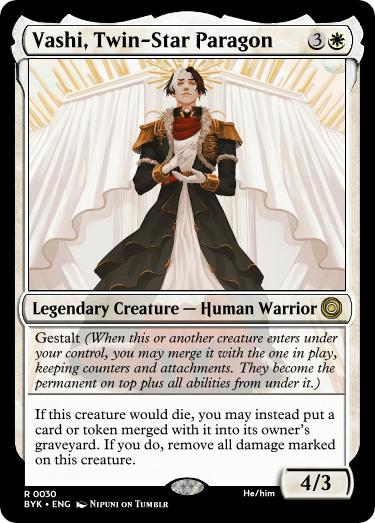 Vashi, Twin-Star Paragon 3
Legendary Creature — Human Warrior
Gestalt (When this or another creature enters under
your control, you may merge it with the one in play,
keeping counters and attachments. They become the
permanent on top plus all abilities from under it.)
If this creature would die, you may instead put a
card or token merged with it into its owner's
graveyard. If you do, remove all damage marked
on this creature.
4/3
R 0030 He/him
BYK • ENG Nipuni on Tumblr